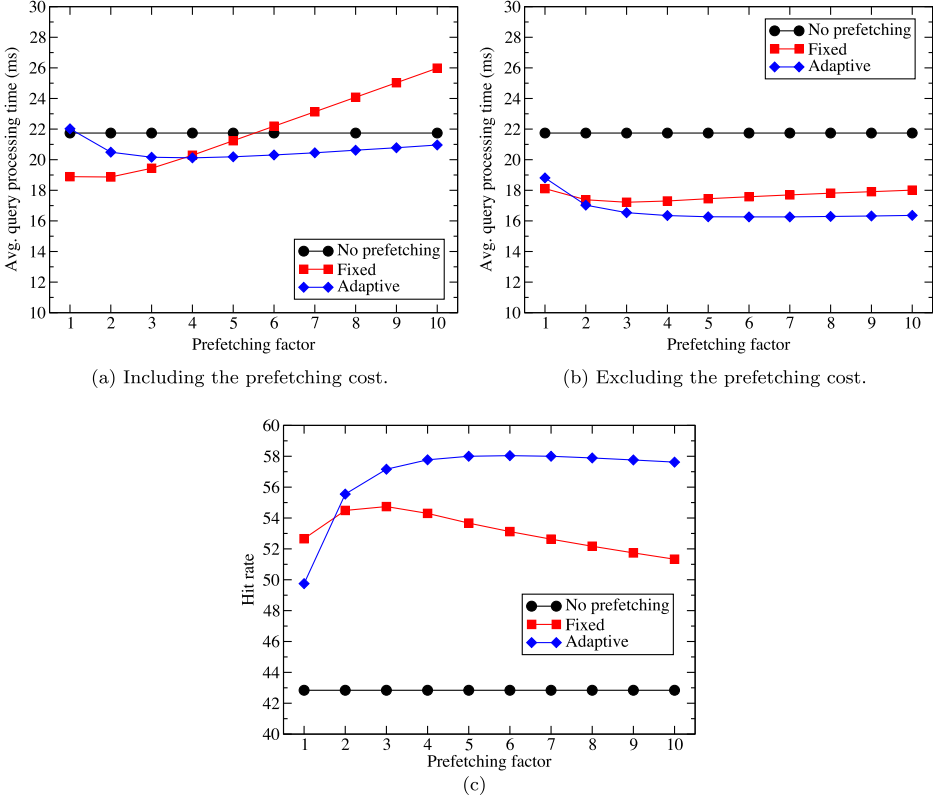 Avg. query processing time (ms)
30
28
26
24
22
20
18
16
14
12
10
No prefetching
Fixed
Adaptive
1 2 3 4 5 6 7 8 9 10
Prefetching factor
(a) Including the prefetching cost.
Avg. query processing time (ms)
30
28
26
24
22
20
18
16
14
12
10
No prefetching
Fixed
Adaptive
1 2 3 4 5 6 7 8 9 10
Prefetching factor
(b) Excluding the prefetching cost.
Hit rate
60
58
56
54
52
50
48
46
44
42
40
No prefetching
Fixed
Adaptive
1 2 3 4 5 6 7 8 9 10
Prefetching factor
(c)